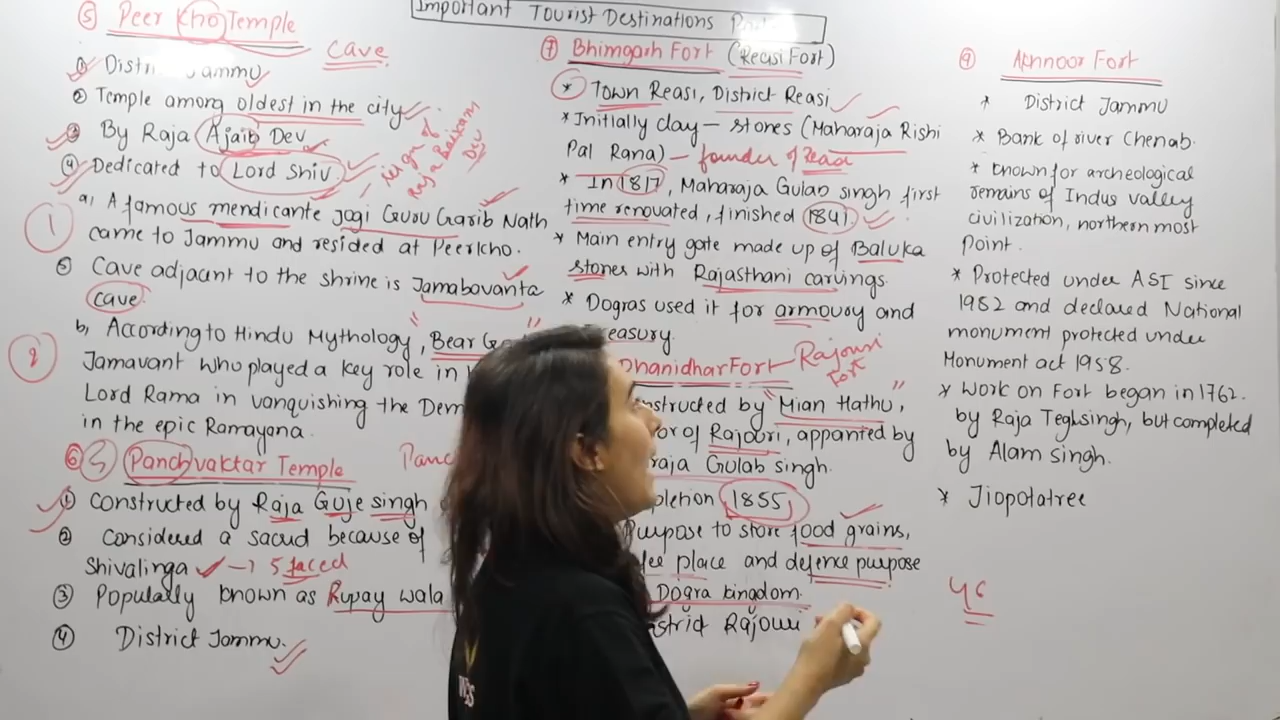 Important Tourist Destinations
⑤ Peer Kho Temple
cave
① Jammu
② Temple among oldest in the city
③ By Raja Ajaib Dev
④ Dedicated to Lord Shiv
reign of
Raja Bairam
Dev
a, A famous mendicante jogi Guru Garib Nath
came to Jammu and resided at Peerkho.
①
⑤ Cave adjacent to the shrine is Jamabovanta
cave.
b, According to Hindu Mythology, "Bear
Jamavant who played a key role in
Lord Rama in vanquishing the
in the epic Ramayana.
⑥ Panchvaktar Temple
① Constructed by Raja Goje singh
② Considered a sacud because of
Shivalinga → 5 faced
③ Populally known as Rupay wala
④ District Jammu.
⑦ Bhimgarh Fort (Reasi Fort)
* Town Reasi, District Reasi
* Initially clay – stones (Maharaja Rishi
Pal Rana) – founder of
* In 1817, Maharaja Gulab singh first
time renovated, finished 1841
* Main entry gate made up of Baluka
stones with Rajasthani carvings.
* Dogras used it for armoury and
Dhanidhar Fort – Rajouri
Fort
by "Mian Hathu",
of Rajouri, appanted by
Gulab singh.
1855
Purpose to store food grains,
place and defence purpose
Dogra kingdom.
Rajouri
⑨ Akhnoor Fort
* District Jammu
* Bank of river Chenab.
* known for archeological
remains of Indus valley
civilization, northern most
point.
* Protected under ASI since
1982 and declared National
monument protected under
Monument act 1958.
* Work on Fort began in 1762.
by Raja Teghsingh, but completed
by Alam singh.
* Jiopotatree